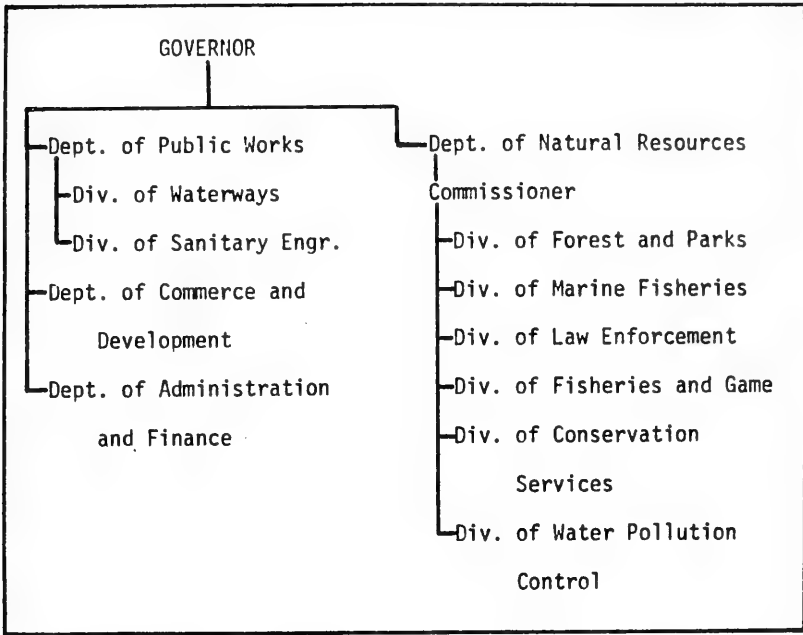 GOVERNOR
Dept. of Public Works
Div. of Waterways
Div. of Sanitary Engr.
Dept. of Commerce and
Development
Dept. of Administration
and Finance
Dept. of Natural Resources
Commissioner
Div. of Forest and Parks
Div. of Marine Fisheries
Div. of Law Enforcement
Div. of Fisheries and Game
Div. of Conservation
Services
Div. of Water Pollution
Control